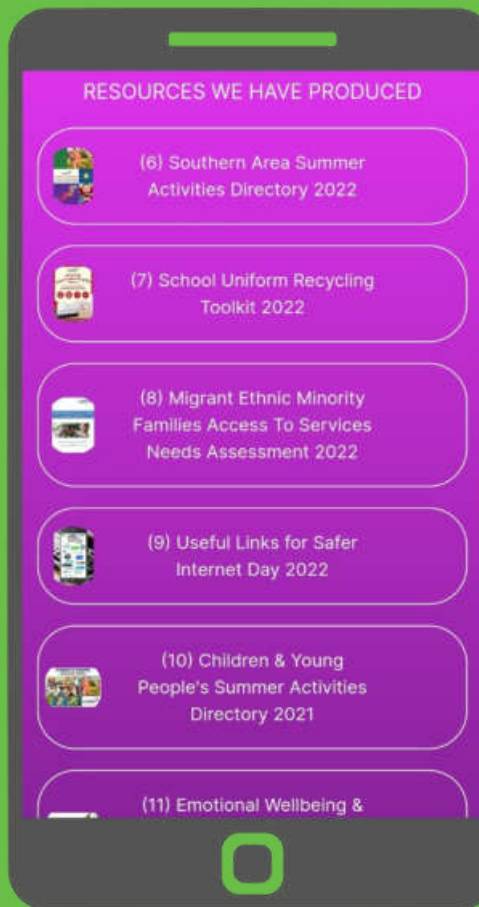 RESOURCES WE HAVE PRODUCED
(6) Southern Area Summer
Activities Directory 2022
(7) School Uniform Recycling
Toolkit 2022
(8) Migrant Ethnic Minority
Families Access To Services
Needs Assessment 2022
(9) Useful Links for Safer
Internet Day 2022
(10) Children & Young
People's Summer Activities
Directory 2021
(11) Emotional Wellbeing &